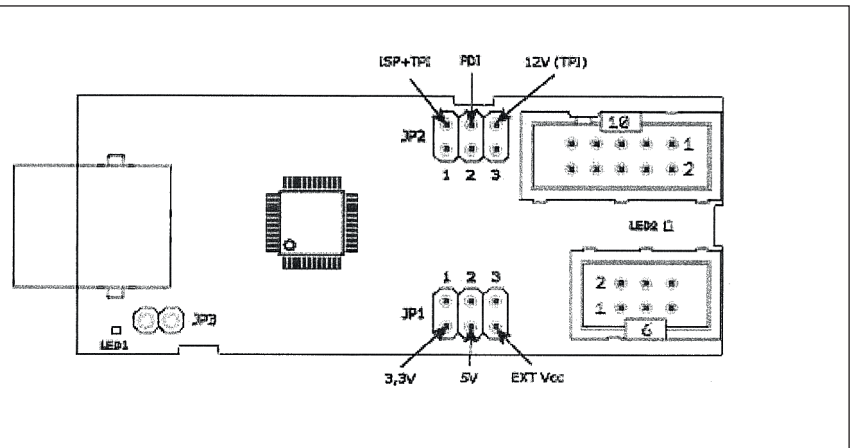 ISP+TPI PDI 12V (TPI)
JP2
1 2 3
10
1
2
LED2
1 2 3
JP1
2
1
6
JP3
LED1
3,3V 5V EXT Vcc